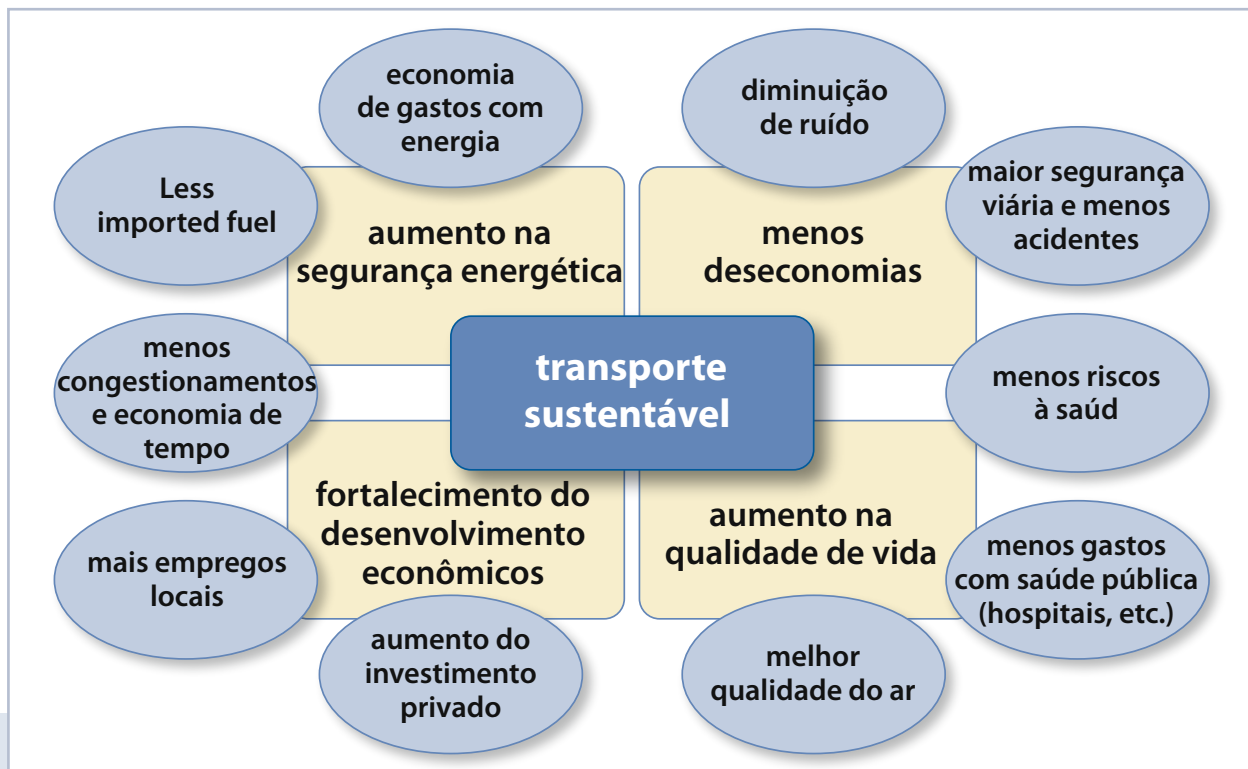 economia
de gastos com
energia
diminuição
de ruído
Less
imported fuel
maior segurança
viária e menos
acidentes
aumento na
segurança energética
menos
deseconomias
menos
congestionamentos
e economia de
tempo
transporte
sustentável
menos riscos
à saúd
fortalecimento do
desenvolvimento
econômicos
aumento na
qualidade de vida
mais empregos
locais
menos gastos
com saúde pública
(hospitais, etc.)
aumento do
investimento
privado
melhor
qualidade do ar